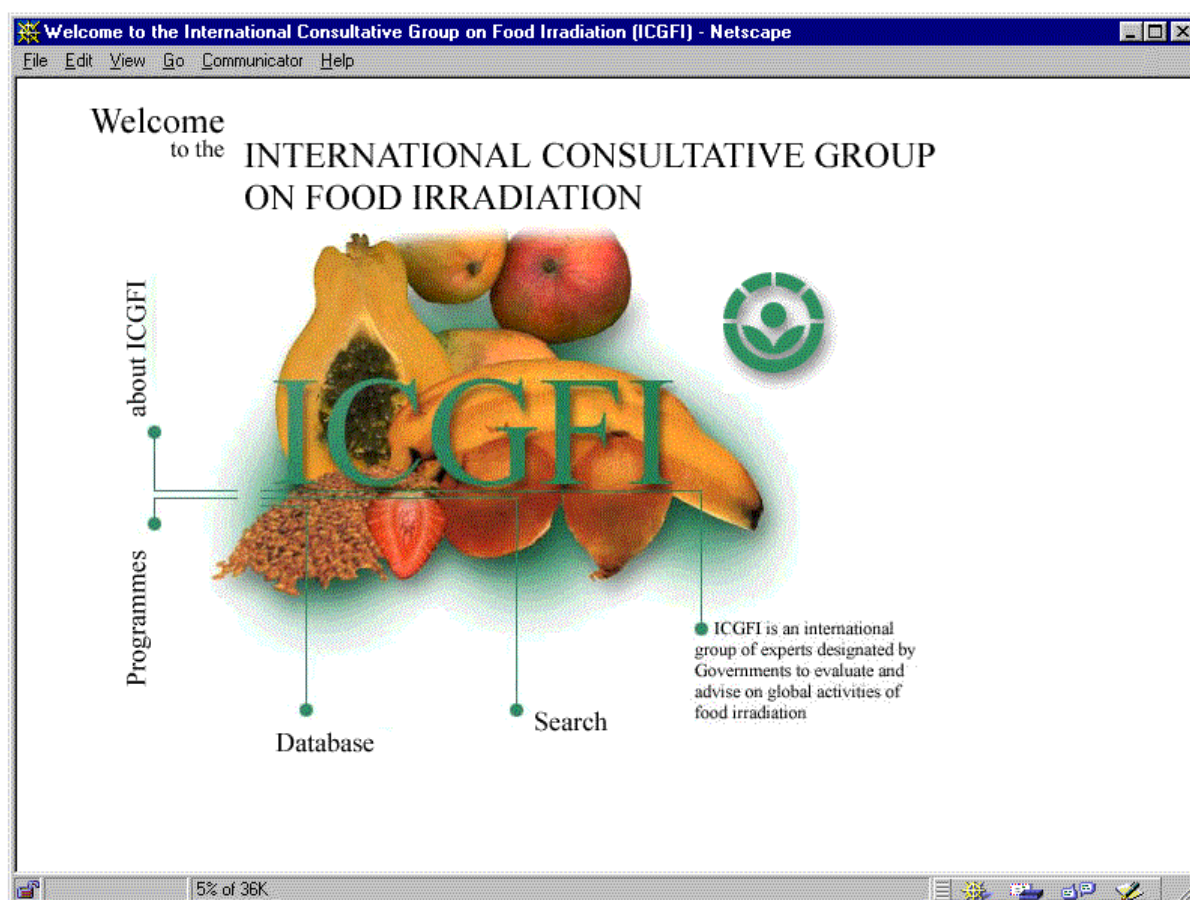 Welcome to the International Consultative Group on Food Irradiation (ICGFI) - Netscape
File Edit View Go Communicator Help
Welcome
to the
INTERNATIONAL CONSULTATIVE GROUP
ON FOOD IRRADIATION
about ICGFI
ICGFI
Programmes
ICGFI is an international
group of experts designated by
Governments to evaluate and
advise on global activities of
food irradiation
Search
Database
5% of 36K